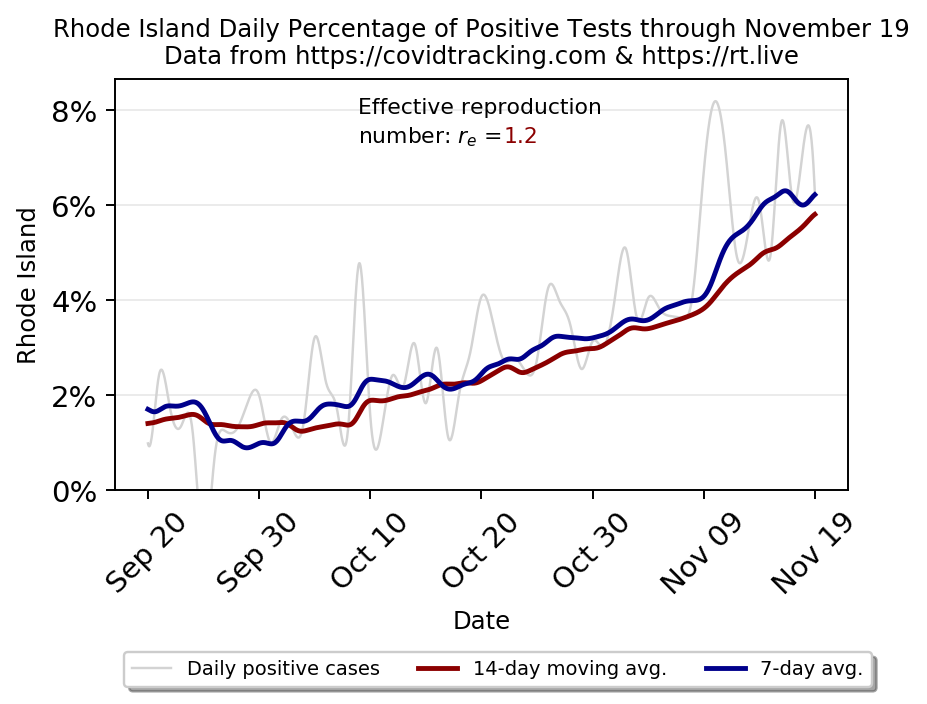 Rhode Island Daily Percentage of Positive Tests through November 19
Data from https://covidtracking.com & https://rt.live
Effective reproduction
number: rₑ =1.2
8%
6%
4%
2%
0%
Rhode Island
Sep 20
Sep 30
Oct 10
Oct 20
Oct 30
Nov 09
Nov 19
Date
Daily positive cases
14-day moving avg.
7-day avg.